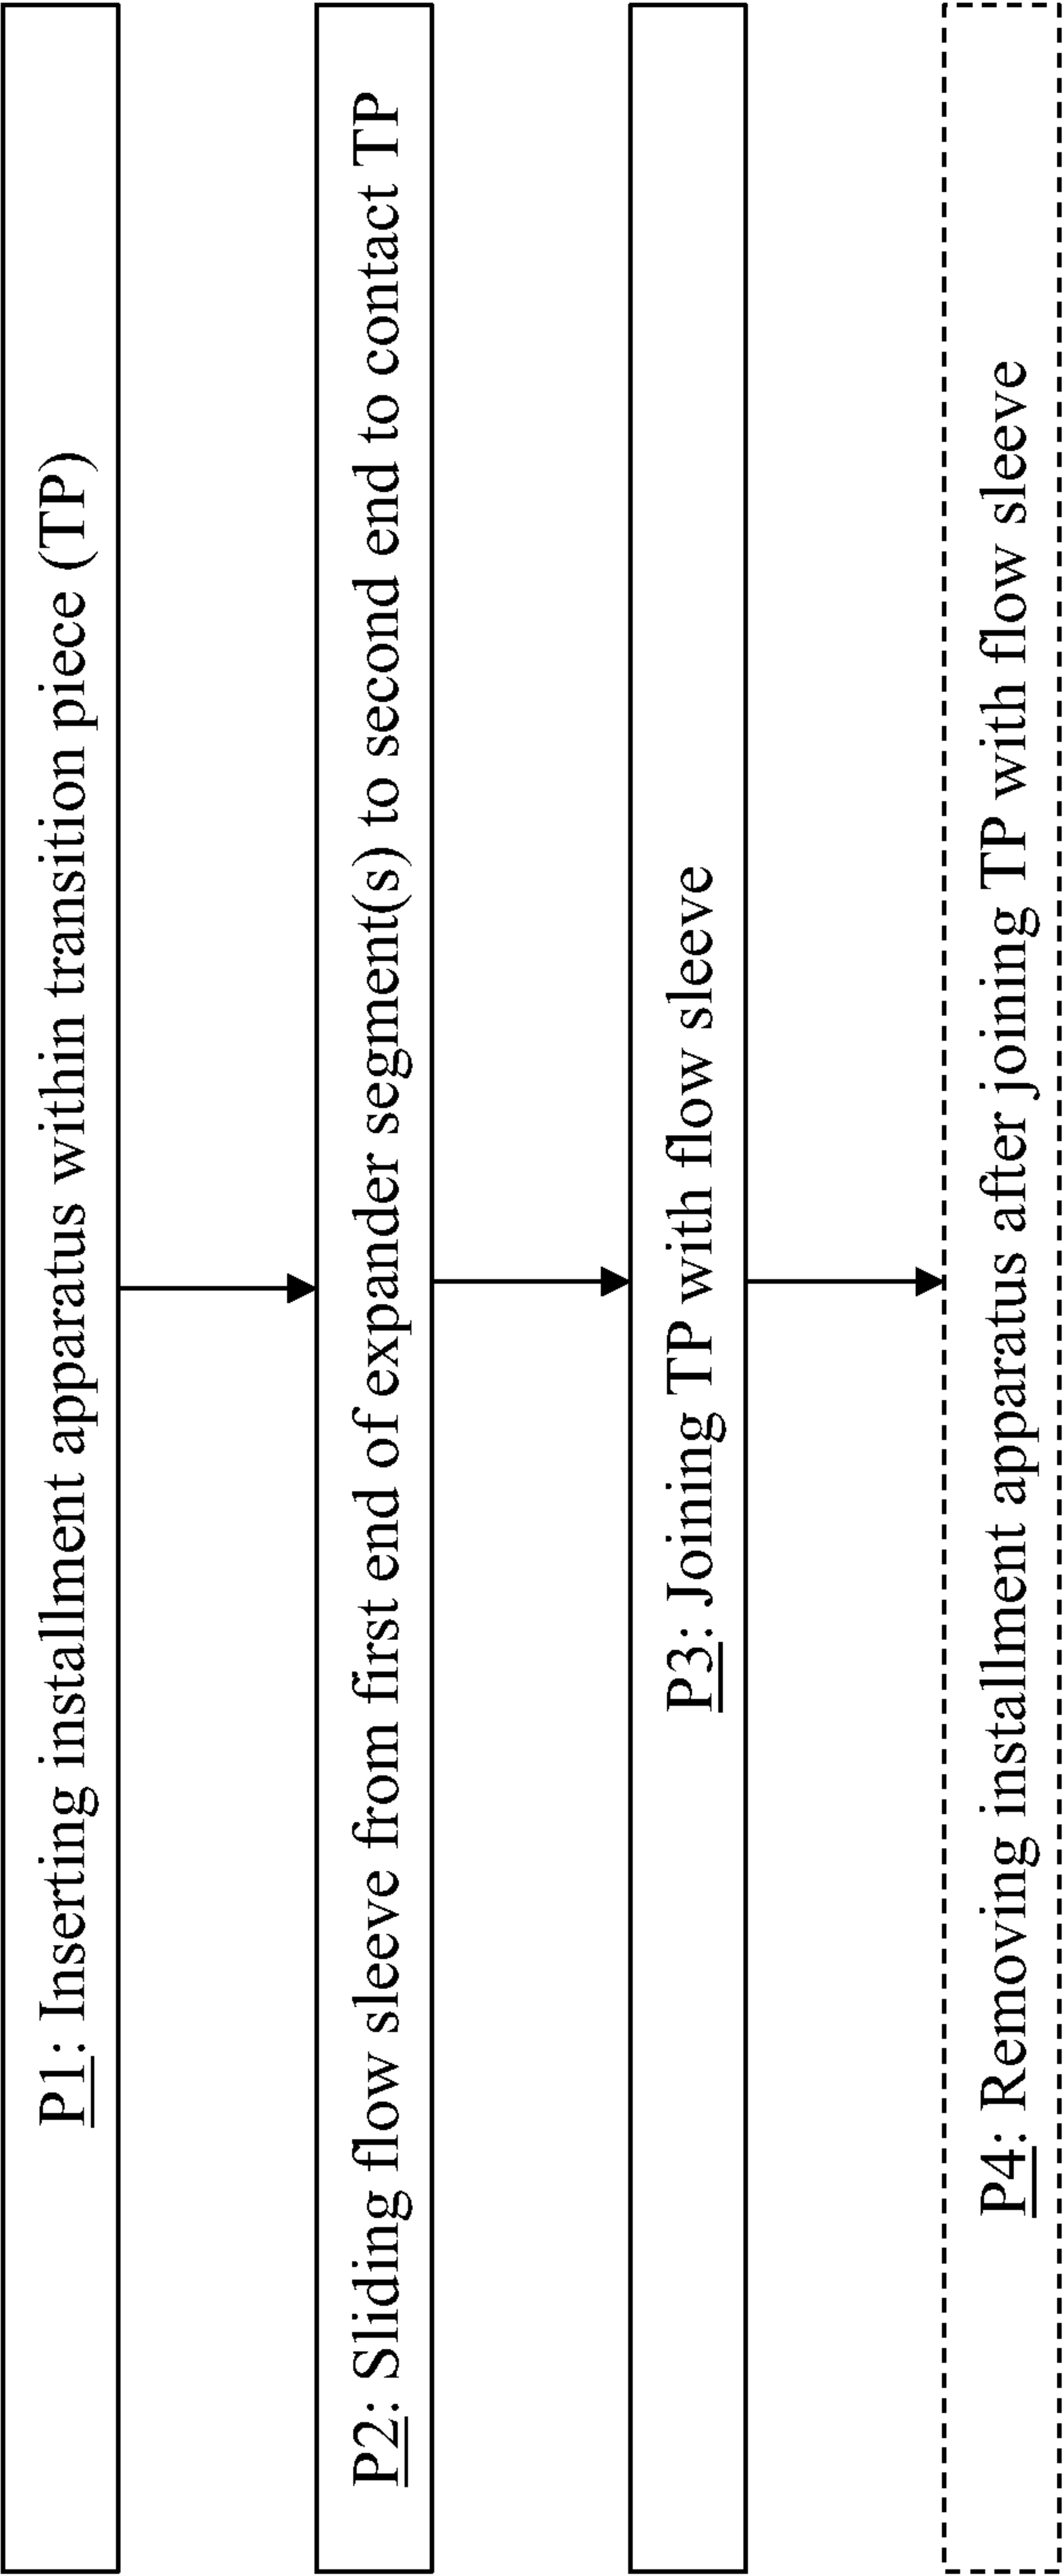 P1: Inserting installment apparatus within transition piece (TP)
P2: Sliding flow sleeve from first end of expander segment(s) to second end to contact TP
P3: Joining TP with flow sleeve
P4: Removing installment apparatus after joining TP with flow sleeve